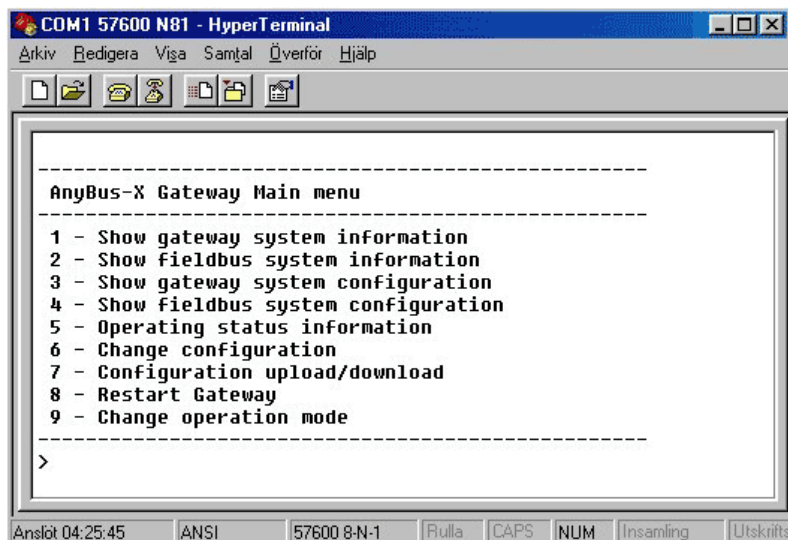 COM1 57600 N81 - HyperTerminal
Arkiv Redigera Visa Samtal Överför Hjälp
--------------------------------------------------
AnyBus-X Gateway Main menu
--------------------------------------------------
1 - Show gateway system information
2 - Show fieldbus system information
3 - Show gateway system configuration
4 - Show fieldbus system configuration
5 - Operating status information
6 - Change configuration
7 - Configuration upload/download
8 - Restart Gateway
9 - Change operation mode
--------------------------------------------------
>
Anslöt 04:25:45 ANSI 57600 8-N-1 Rulla CAPS NUM Insamling Utskrifts